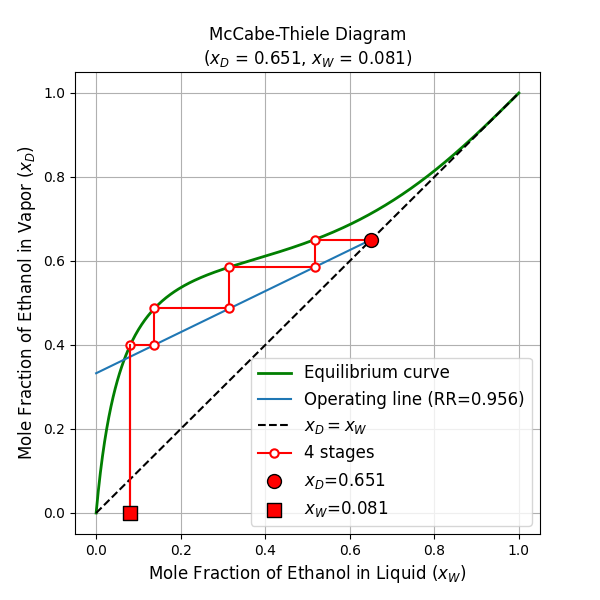 McCabe-Thiele Diagram
(x_D = 0.651, x_W = 0.081)
Mole Fraction of Ethanol in Vapor (x_D)
1.0
0.8
0.6
0.4
0.2
0.0
Equilibrium curve
Operating line (RR=0.956)
x_D = x_W
4 stages
x_D=0.651
x_W=0.081
0.0 0.2 0.4 0.6 0.8 1.0
Mole Fraction of Ethanol in Liquid (x_W)